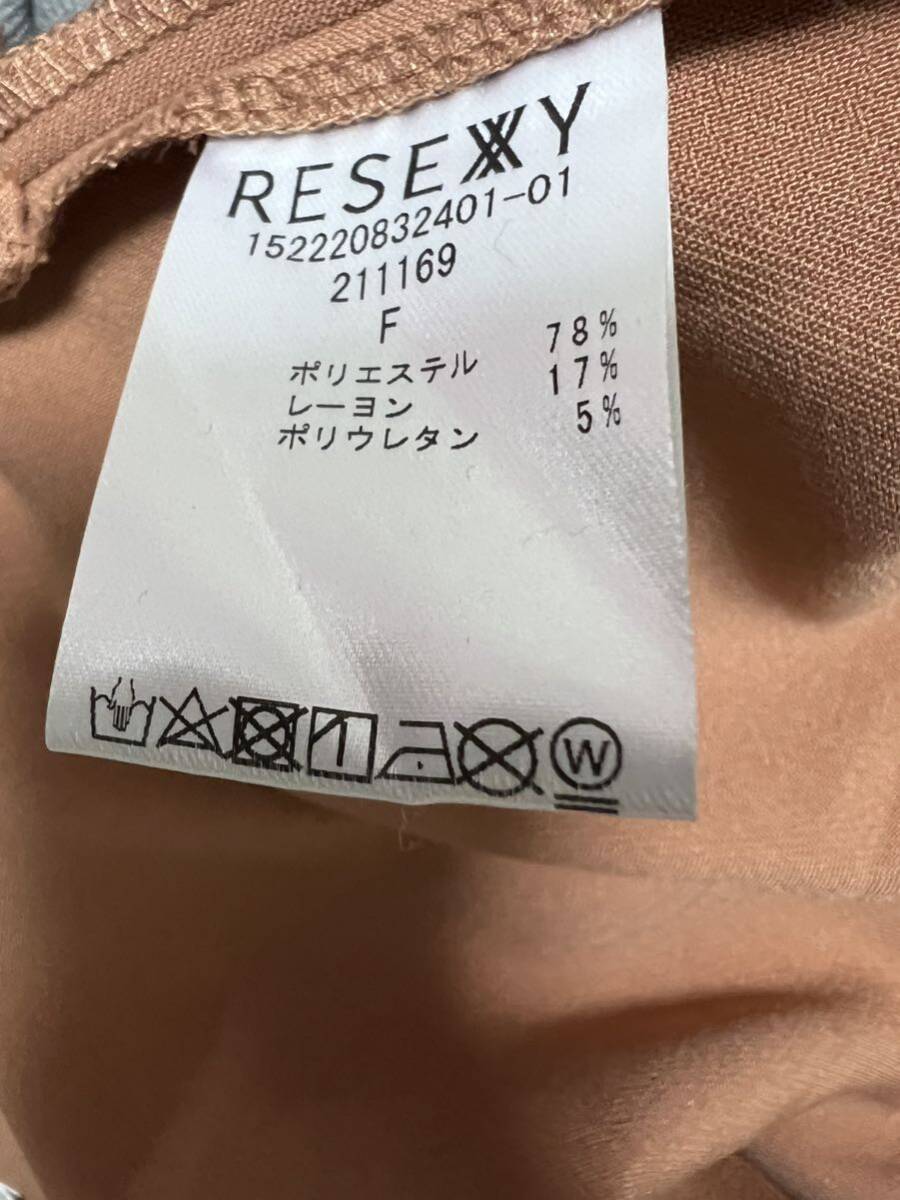 RESEXXY
152220832401-01
211169
F
ポリエステル 78%
レーヨン 17%
ポリウレタン 5%
W